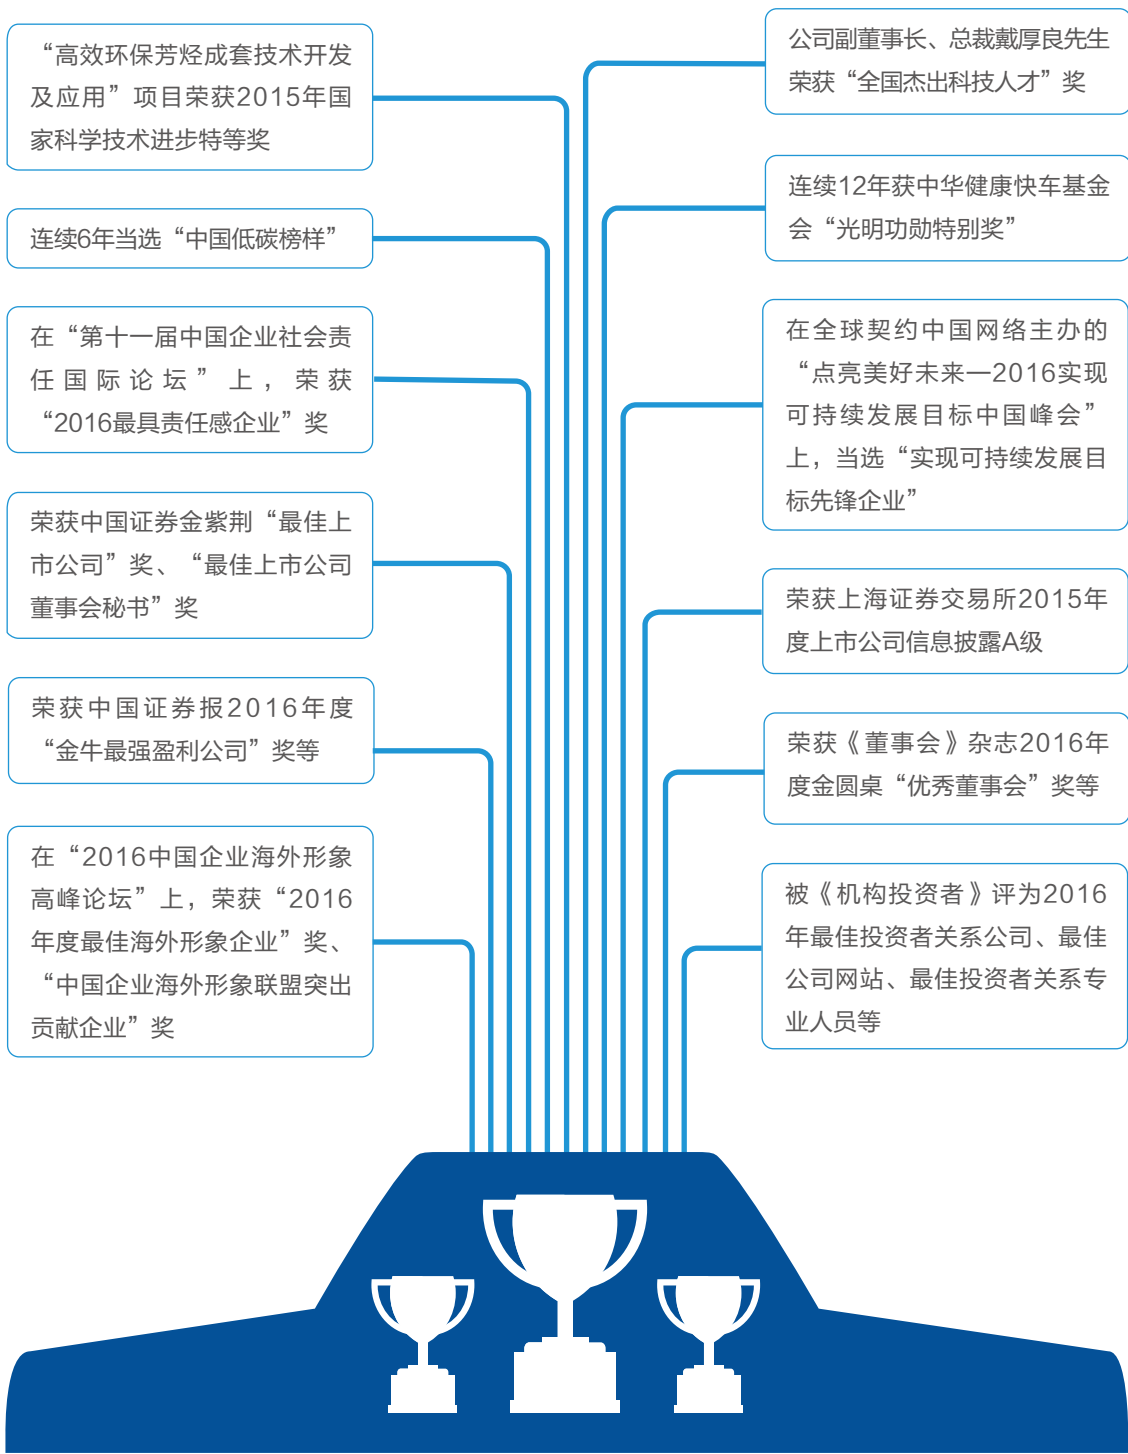 “高效环保芳烃成套技术开发
及应用”项目荣获2015年国
家科学技术进步特等奖
连续6年当选“中国低碳榜样”
在“第十一届中国企业社会责
任国际论坛”上，荣获
“2016最具责任感企业”奖
荣获中国证券金紫荆“最佳上
市公司”奖、“最佳上市公司
董事会秘书”奖
荣获中国证券报2016年度
“金牛最强盈利公司”奖等
在“2016中国企业海外形象
高峰论坛”上，荣获“2016
年度最佳海外形象企业”奖、
“中国企业海外形象联盟突出
贡献企业”奖
公司副董事长、总裁戴厚良先生
荣获“全国杰出科技人才”奖
连续12年获中华健康快车基金
会“光明功勋特别奖”
在全球契约中国网络主办的
“点亮美好未来—2016实现
可持续发展目标中国峰会”
上，当选“实现可持续发展目
标先锋企业”
荣获上海证券交易所2015年
度上市公司信息披露A级
荣获《董事会》杂志2016年
度金圆桌“优秀董事会”奖等
被《机构投资者》评为2016
年最佳投资者关系公司、最佳
公司网站、最佳投资者关系专
业人员等